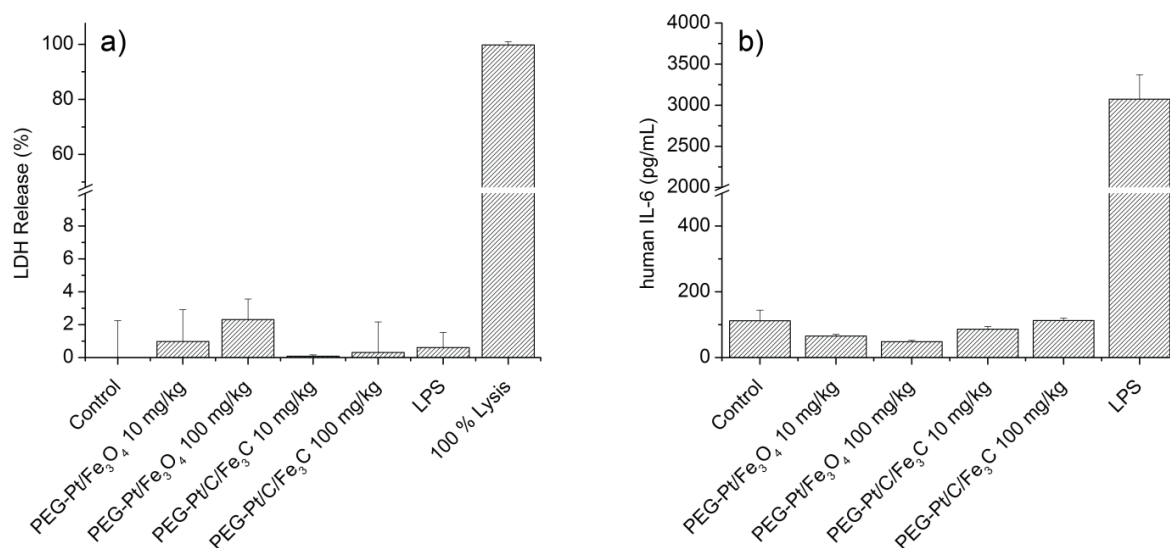 a)
LDH Release (%)
100
80
60
8
6
4
2
0
Control
PEG-Pt/Fe₃O₄ 10 mg/kg
PEG-Pt/Fe₃O₄ 100 mg/kg
PEG-Pt/C/Fe₃C 10 mg/kg
PEG-Pt/C/Fe₃C 100 mg/kg
LPS
100 % Lysis
b)
human IL-6 (pg/mL)
4000
3500
3000
2500
2000
400
200
0
Control
PEG-Pt/Fe₃O₄ 10 mg/kg
PEG-Pt/Fe₃O₄ 100 mg/kg
PEG-Pt/C/Fe₃C 10 mg/kg
PEG-Pt/C/Fe₃C 100 mg/kg
LPS